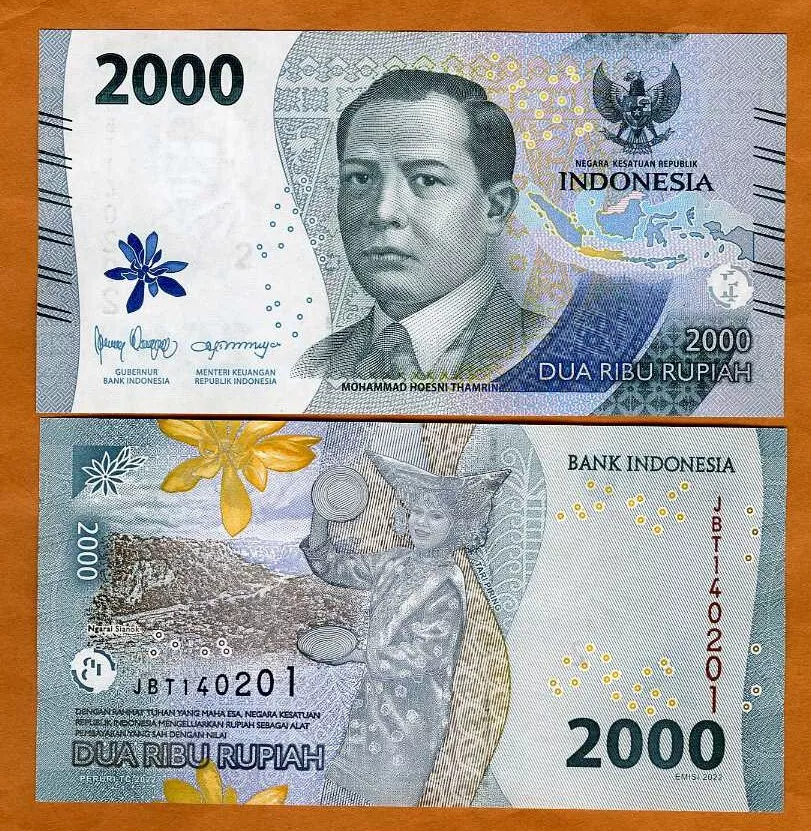 2000
NEGARA KESATUAN REPUBLIK
INDONESIA
GUBERNUR
BANK INDONESIA
MENTERI KEUANGAN
REPUBLIK INDONESIA
MOHAMMAD HOESNI THAMRIN
2000
DUA RIBU RUPIAH
BANK INDONESIA
2000
JBT140201
TARI PIRING
Ngarai Sianok
JBT140201
DENGAN RAHMAT TUHAN YANG MAHA ESA, NEGARA KESATUAN
REPUBLIK INDONESIA MENGELUARKAN RUPIAH SEBAGAI ALAT
PEMBAYARAN YANG SAH DENGAN NILAI
DUA RIBU RUPIAH
PERURI TC 2022
2000
EMISI 2022